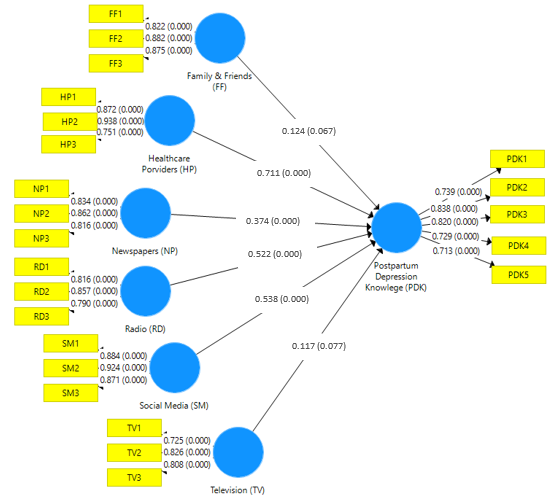 FF1
0.822 (0.000)
FF2
0.882 (0.000)
0.875 (0.000)
FF3
Family & Friends
(FF)
0.124 (0.067)
HP1
0.872 (0.000)
HP2
0.938 (0.000)
0.751 (0.000)
HP3
Healthcare
Porviders (HP)
0.711 (0.000)
NP1
0.834 (0.000)
NP2
0.862 (0.000)
0.816 (0.000)
NP3
Newspapers (NP)
0.374 (0.000)
RD1
0.816 (0.000)
RD2
0.857 (0.000)
0.790 (0.000)
RD3
Radio (RD)
0.522 (0.000)
SM1
0.884 (0.000)
SM2
0.924 (0.000)
0.871 (0.000)
SM3
Social Media (SM)
0.538 (0.000)
TV1
0.725 (0.000)
TV2
0.826 (0.000)
0.808 (0.000)
TV3
Television (TV)
0.117 (0.077)
Postpartum
Depression
Knowlege (PDK)
PDK1
0.739 (0.000)
PDK2
0.838 (0.000)
PDK3
0.820 (0.000)
0.729 (0.000)
PDK4
0.713 (0.000)
PDK5